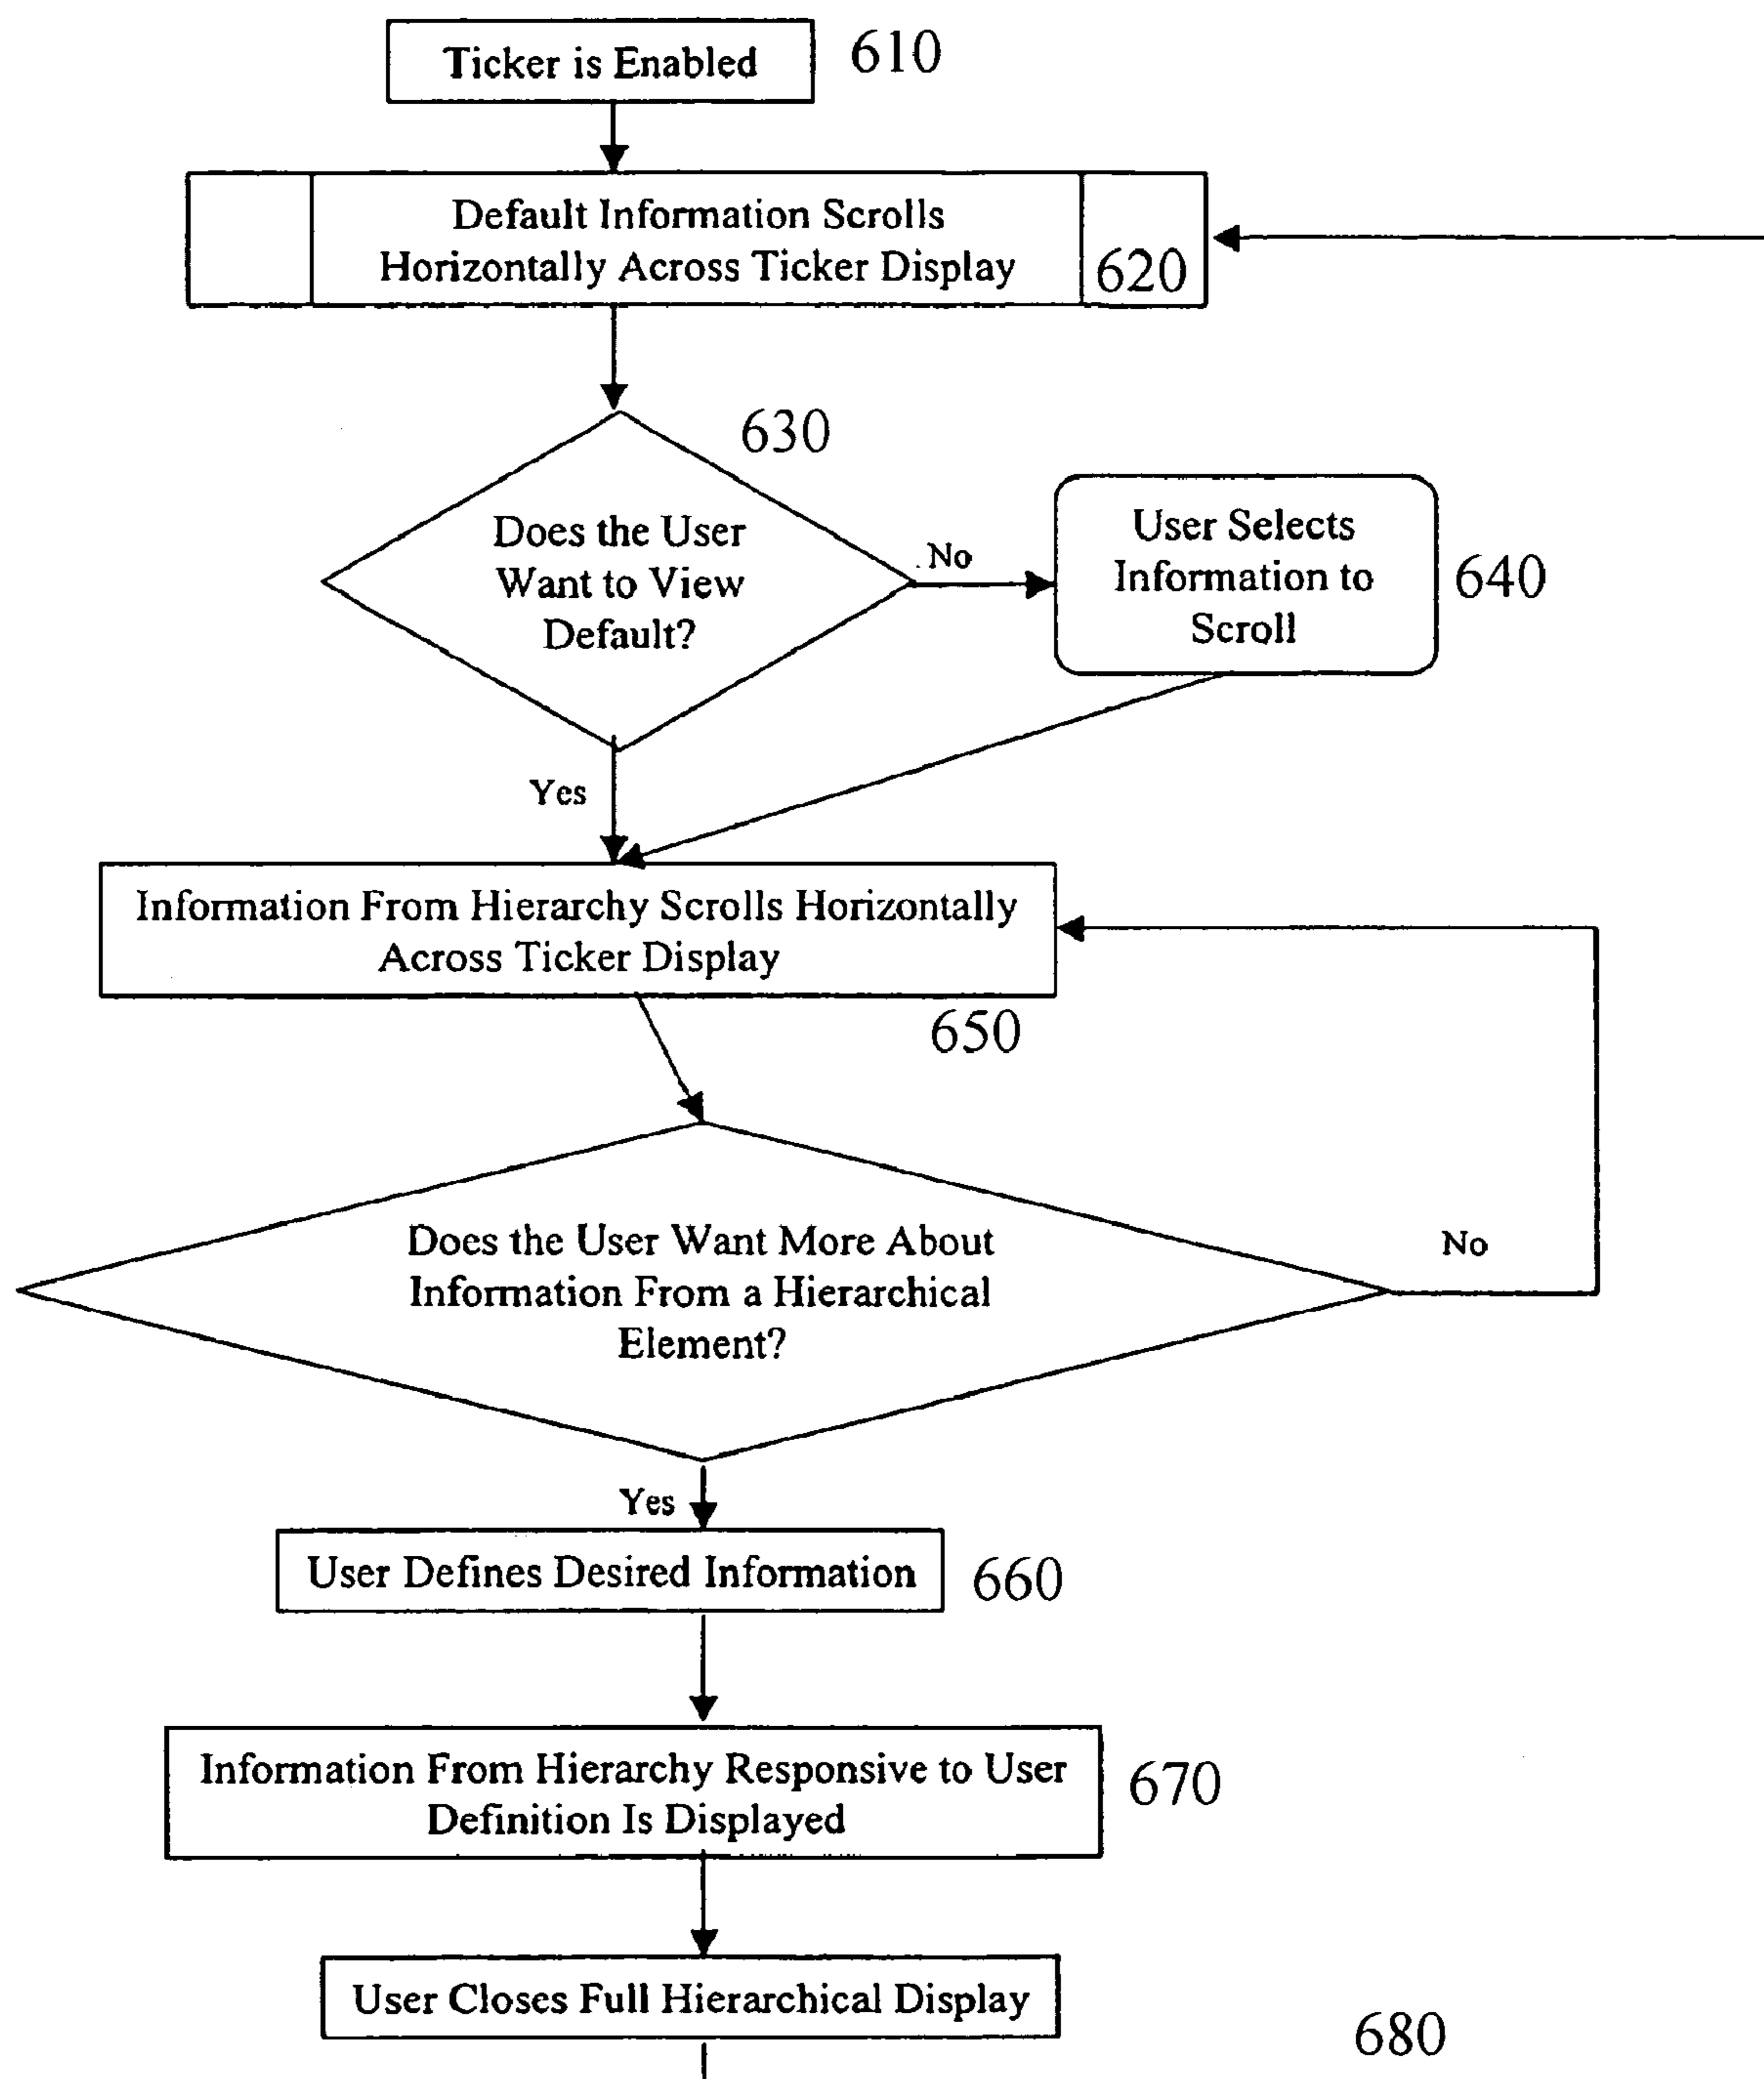 Ticker is Enabled
610
Default Information Scrolls
Horizontally Across Ticker Display
620
630
Does the User
Want to View
Default?
No
User Selects
Information to
Scroll
640
Yes
Information From Hierarchy Scrolls Horizontally
Across Ticker Display
650
Does the User Want More About
Information From a Hierarchical
Element?
No
Yes
User Defines Desired Information
660
Information From Hierarchy Responsive to User
Definition Is Displayed
670
User Closes Full Hierarchical Display
680